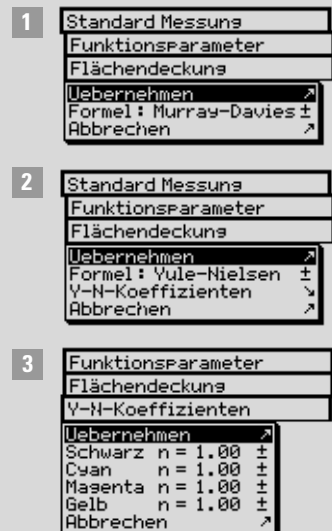 1
Standard Messung
Funktionsparameter
Flächendeckung
Uebernehmen ↗
Formel: Murray-Davies ±
Abbrechen ↗
2
Standard Messung
Funktionsparameter
Flächendeckung
Uebernehmen ↗
Formel: Yule-Nielsen ±
Y-N-Koeffizienten ↘
Abbrechen ↗
3
Funktionsparameter
Flächendeckung
Y-N-Koeffizienten
Uebernehmen ↗
Schwarz n = 1.00 ±
Cyan n = 1.00 ±
Magenta n = 1.00 ±
Gelb n = 1.00 ±
Abbrechen ↗